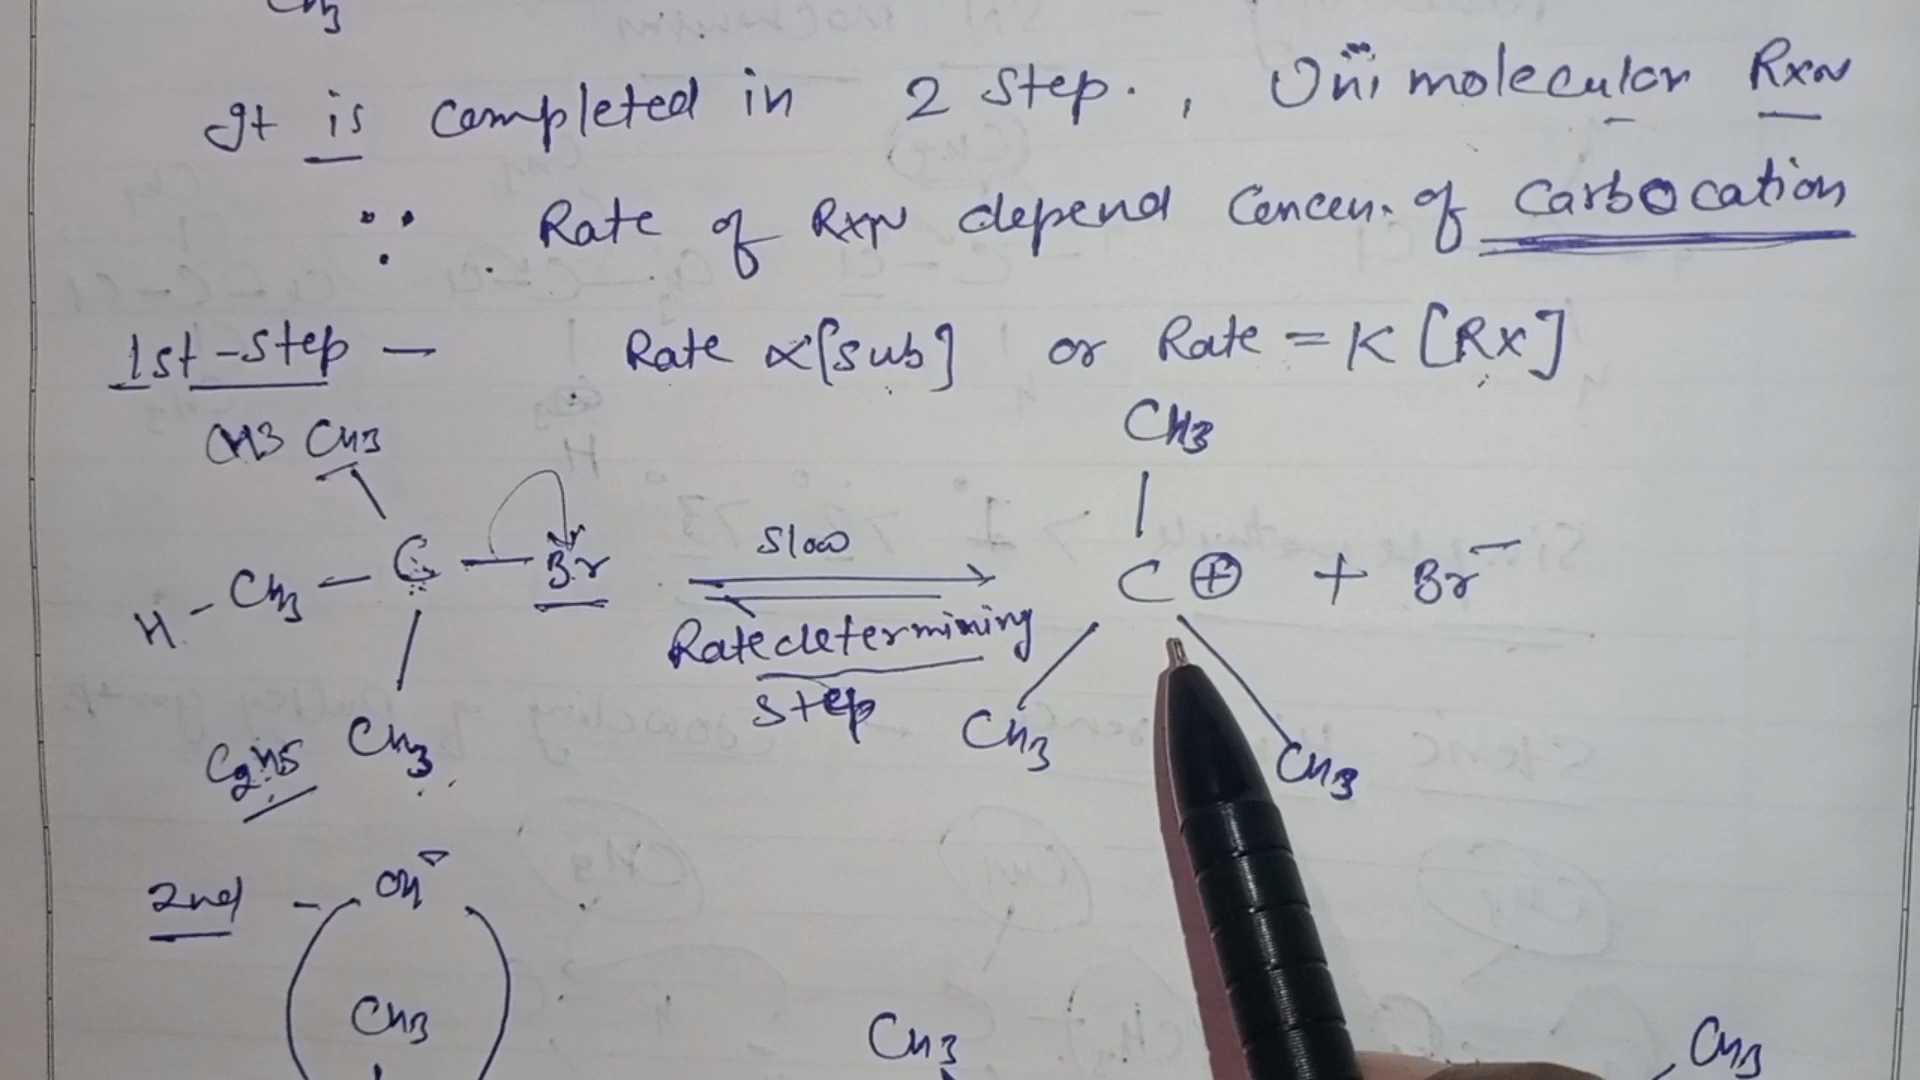 CH3
It is completed in 2 Step. , Uni molecular Rxn
∵ Rate of Rxn depend Concen. of Carbocation
1st-step - Rate ∝ [sub] or Rate = K [Rx]
CH3 CH3 CH3
H - CH3 - C - Br Slow C ⊕ + Br⁻
Rate determining
Step
C2H5 CH3 CH3 CH3
2nd - OH⁻
CH3 CH3 CH3